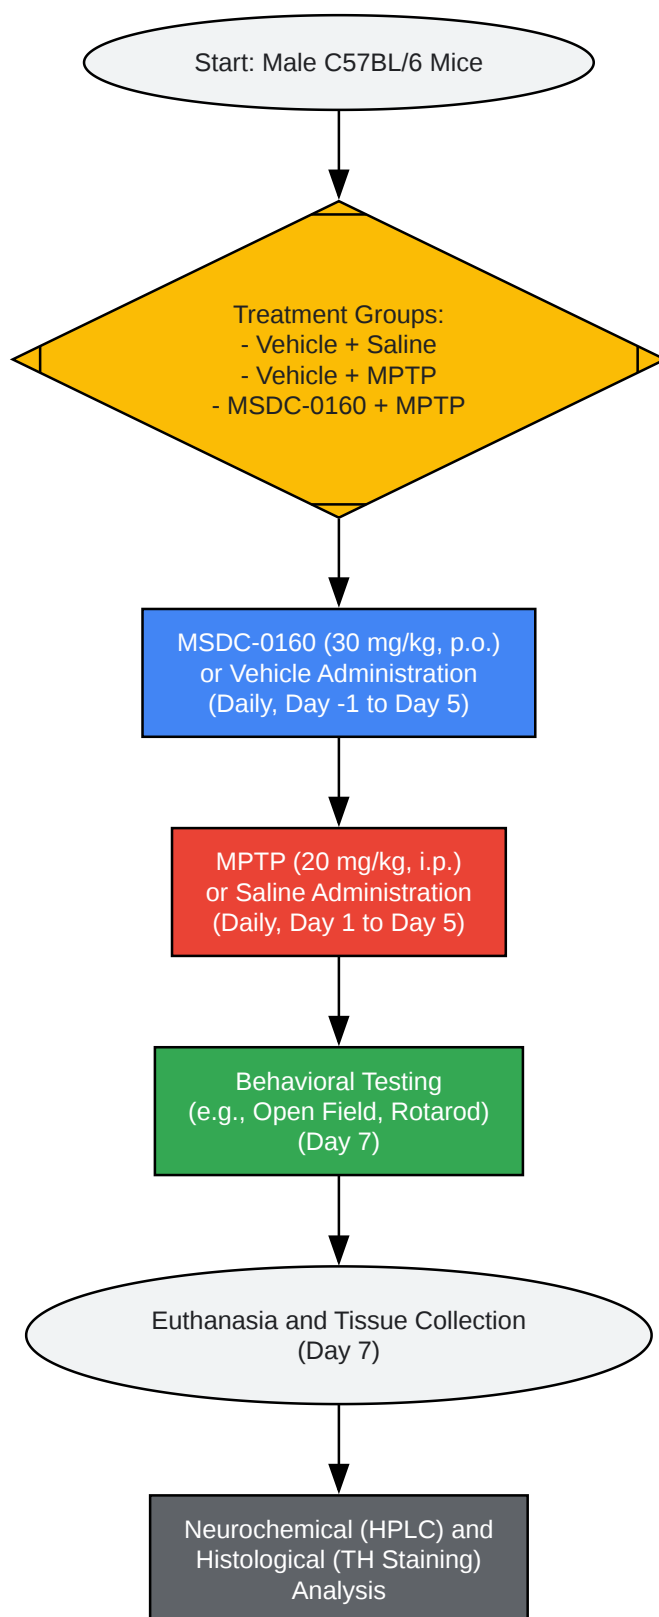 Start: Male C57BL/6 Mice
Treatment Groups:
- Vehicle + Saline
- Vehicle + MPTP
- MSDC-0160 + MPTP
MSDC-0160 (30 mg/kg, p.o.)
or Vehicle Administration
(Daily, Day -1 to Day 5)
MPTP (20 mg/kg, i.p.)
or Saline Administration
(Daily, Day 1 to Day 5)
Behavioral Testing
(e.g., Open Field, Rotarod)
(Day 7)
Euthanasia and Tissue Collection
(Day 7)
Neurochemical (HPLC) and
Histological (TH Staining)
Analysis